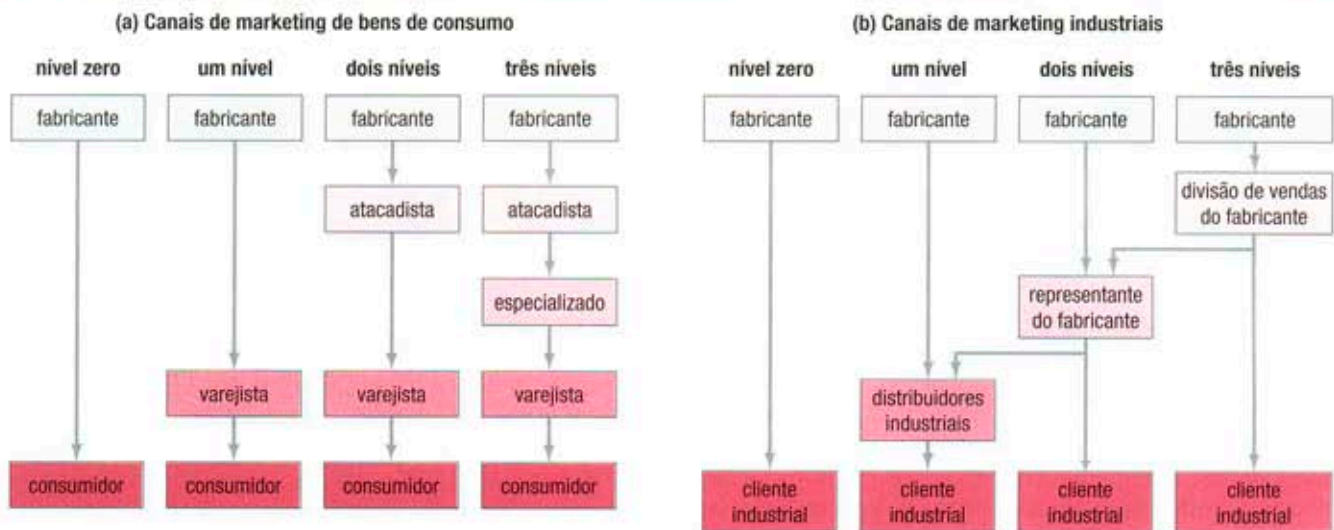 (a) Canais de marketing de bens de consumo
nível zero
um nível
dois níveis
três níveis
fabricante
fabricante
fabricante
fabricante
atacadista
atacadista
especializado
varejista
varejista
varejista
consumidor
consumidor
consumidor
consumidor
(b) Canais de marketing industriais
nível zero
um nível
dois níveis
três níveis
fabricante
fabricante
fabricante
fabricante
divisão de vendas
do fabricante
representante
do fabricante
distribuidores
industriais
cliente
industrial
cliente
industrial
cliente
industrial
cliente
industrial